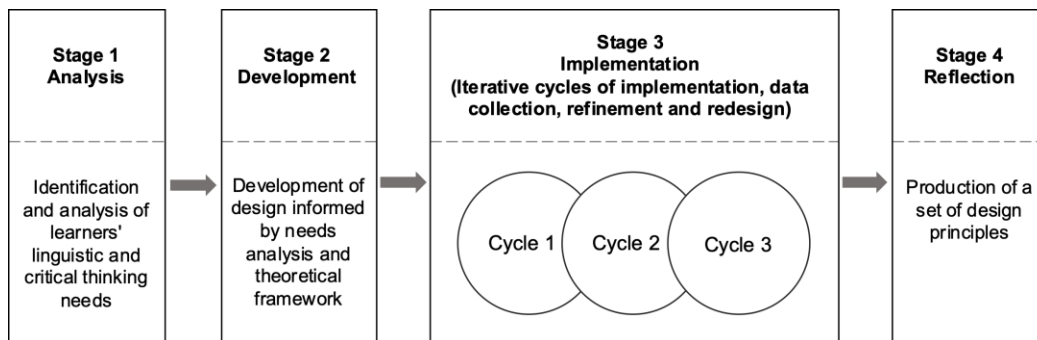 Stage 1
Analysis
Identification
and analysis of
learners'
linguistic and
critical thinking
needs
Stage 2
Development
Development of
design informed
by needs
analysis and
theoretical
framework
Stage 3
Implementation
(Iterative cycles of implementation, data
collection, refinement and redesign)
Cycle 1
Cycle 2
Cycle 3
Stage 4
Reflection
Production of a
set of design
principles